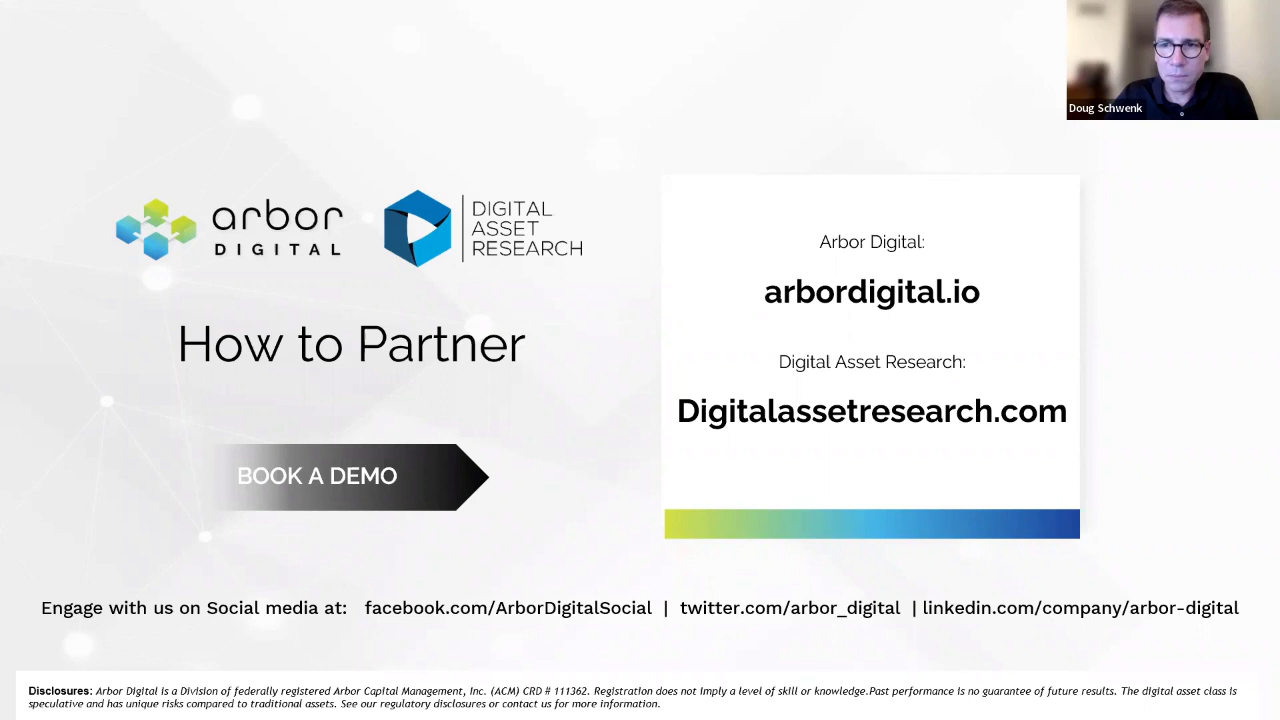 Doug Schwenk
arbor
DIGITAL
DIGITAL
ASSET
RESEARCH
How to Partner
BOOK A DEMO
Arbor Digital:
arbordigital.io
Digital Asset Research:
Digitalassetresearch.com
Engage with us on Social media at: facebook.com/ArborDigitalSocial | twitter.com/arbor_digital | linkedin.com/company/arbor-digital
Disclosures: Arbor Digital is a Division of federally registered Arbor Capital Management, Inc. (ACM) CRD # 111362. Registration does not imply a level of skill or knowledge.Past performance is no guarantee of future results. The digital asset class is
speculative and has unique risks compared to traditional assets. See our regulatory disclosures or contact us for more information.